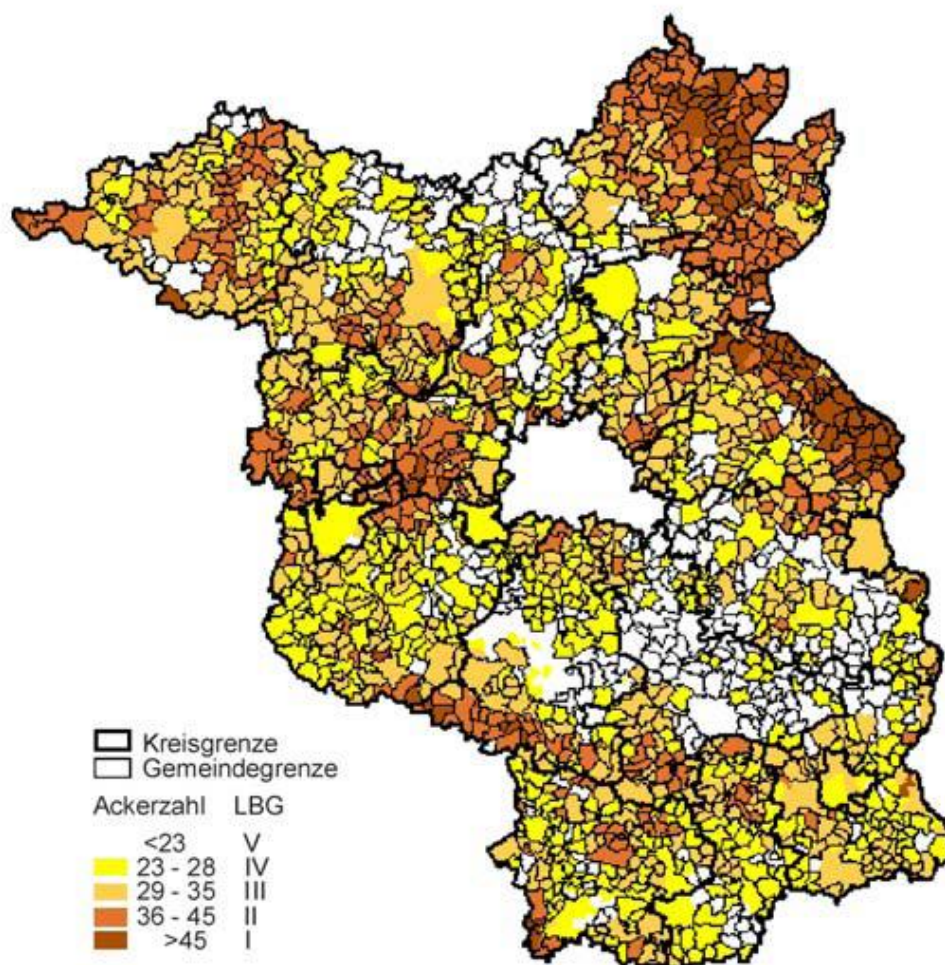 Kreisgrenze
Gemeindegrenze
Ackerzahl LBG
<23 V
23 - 28 IV
29 - 35 III
36 - 45 II
>45 I